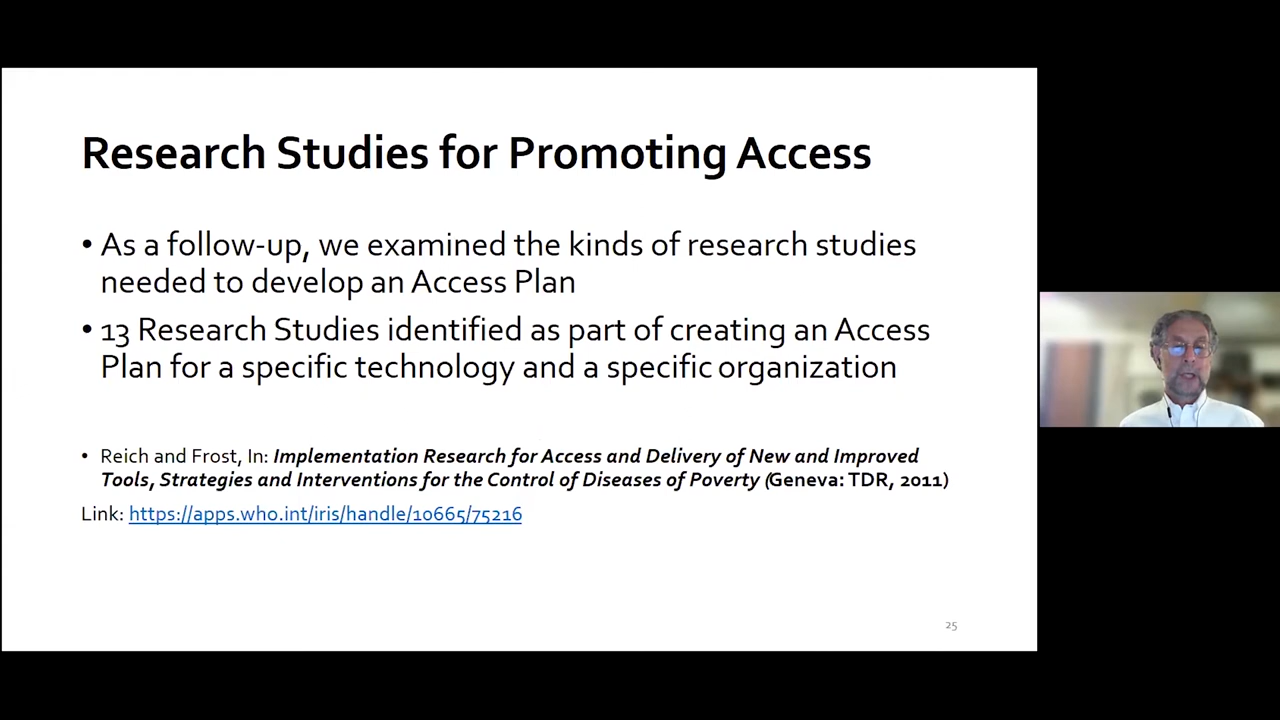 Research Studies for Promoting Access
• As a follow-up, we examined the kinds of research studies
needed to develop an Access Plan
• 13 Research Studies identified as part of creating an Access
Plan for a specific technology and a specific organization
• Reich and Frost, In: Implementation Research for Access and Delivery of New and Improved
Tools, Strategies and Interventions for the Control of Diseases of Poverty (Geneva: TDR, 2011)
Link: https://apps.who.int/iris/handle/10665/75216
25